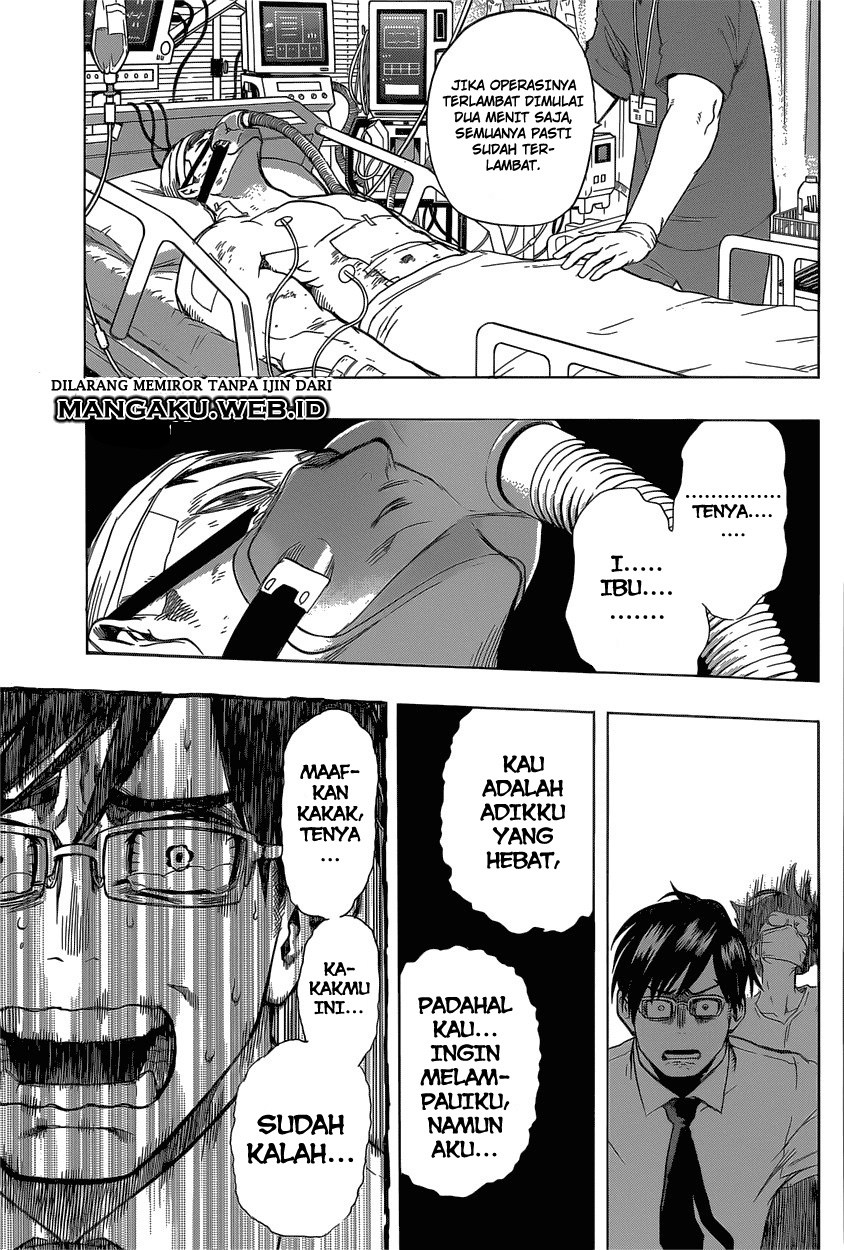 JIKA OPERASINYA
TERLAMBAT DIMULAI
DUA MENIT SAJA,
SEMUANYA PASTI
SUDAH TER-
LAMBAT.
DILARANG MEMIROR TANPA IJIN DARI
MANGAKU.WEB.ID
................
TENYA....
....
I.....
IBU....
.......
KAU
ADALAH
ADIKKU
YANG
HEBAT,
PADAHAL
KAU...
INGIN
MELAM-
PAUIKU,
NAMUN
AKU...
MAAF-
KAN
KAKAK,
TENYA
...
KA-
KAKMU
INI...
SUDAH
KALAH...